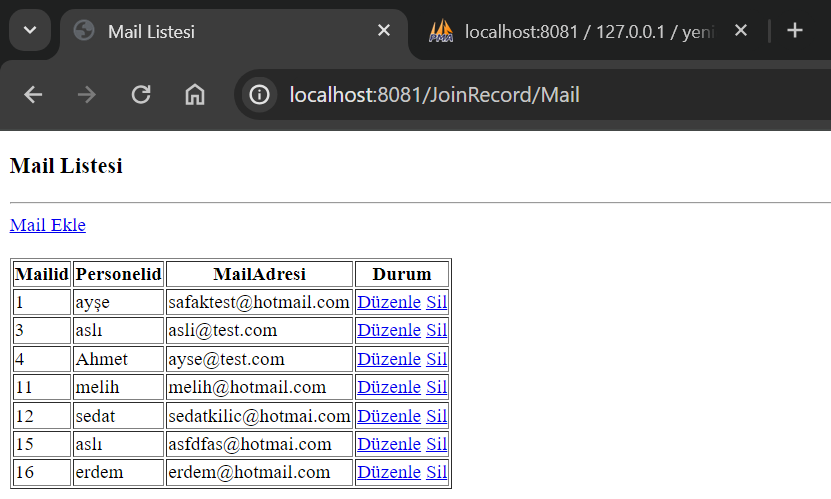 Mail Listesi
localhost:8081 / 127.0.0.1 / yeni
localhost:8081/JoinRecord/Mail
Mail Listesi
Mail Ekle
Mailid Personelid MailAdresi Durum
1 ayşe safaktest@hotmail.com Düzenle Sil
3 aslı asli@test.com Düzenle Sil
4 Ahmet ayse@test.com Düzenle Sil
11 melih melih@hotmail.com Düzenle Sil
12 sedat sedatkilic@hotmai.com Düzenle Sil
15 aslı asfdfas@hotmai.com Düzenle Sil
16 erdem erdem@hotmail.com Düzenle Sil